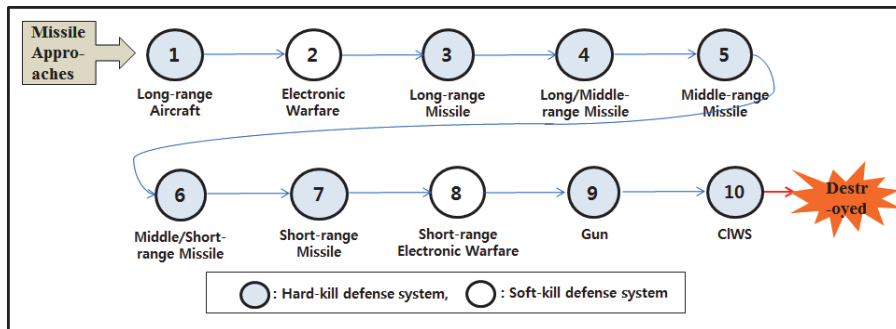 Missile
Appro-
aches
1
2
3
4
5
Long-range
Aircraft
Electronic
Warfare
Long-range
Missile
Long/Middle-
range Missile
Middle-range
Missile
6
7
8
9
10
Destr
-oyed
Middle/Short-
range Missile
Short-range
Missile
Short-range
Electronic Warfare
Gun
CIWS
: Hard-kill defense system,
: Soft-kill defense system